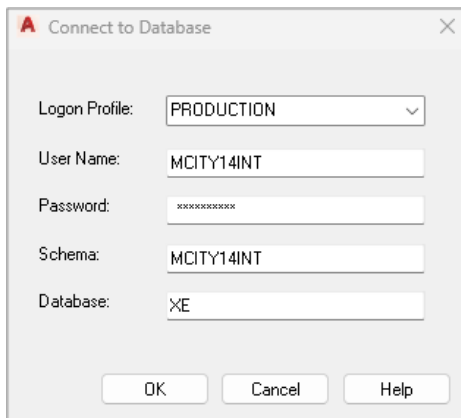 Connect to Database
Logon Profile: PRODUCTION
User Name: MCITY14INT
Password: **********
Schema: MCITY14INT
Database: XE
OK Cancel Help